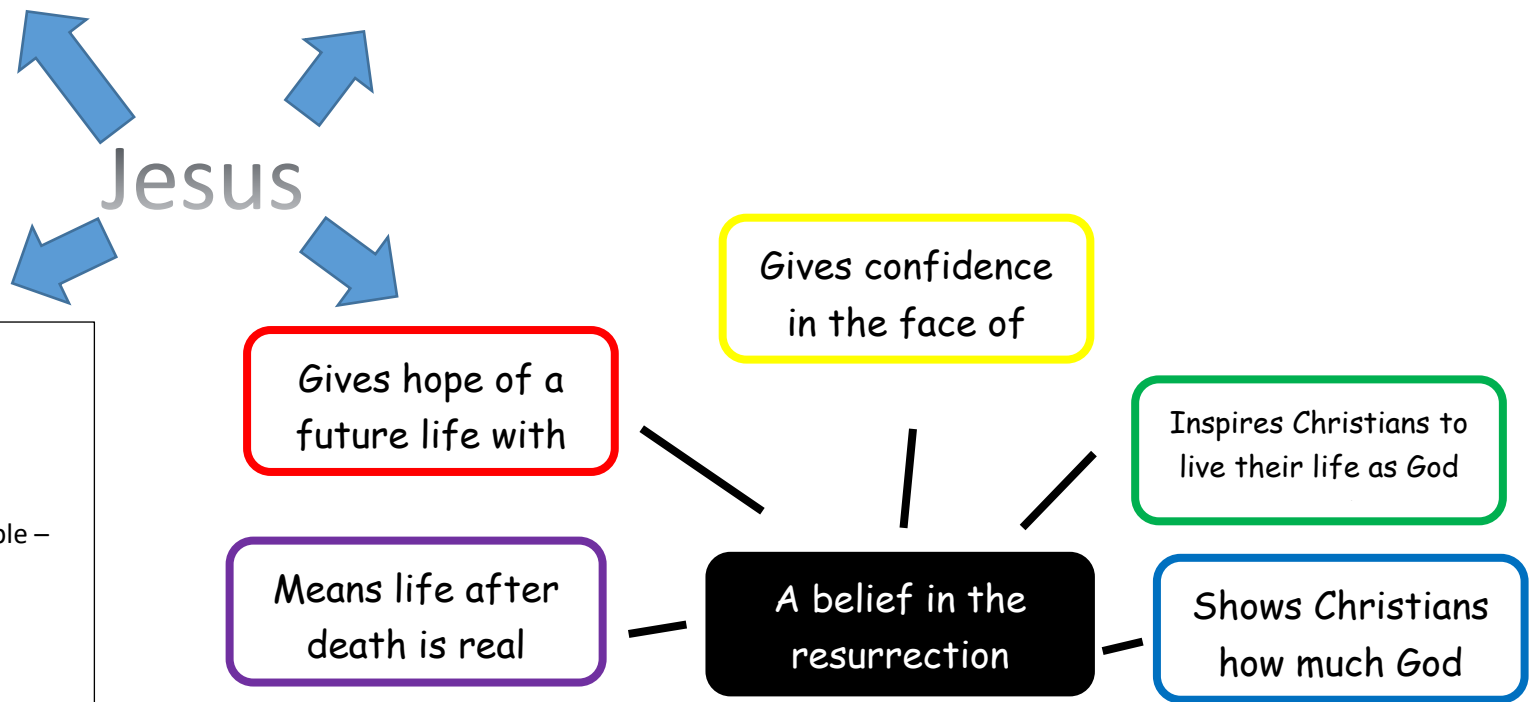 Jesus
Gives confidence
in the face of
Gives hope of a
future life with
Inspires Christians to
live their life as God
ple –
Means life after
death is real
A belief in the
resurrection
Shows Christians
how much God